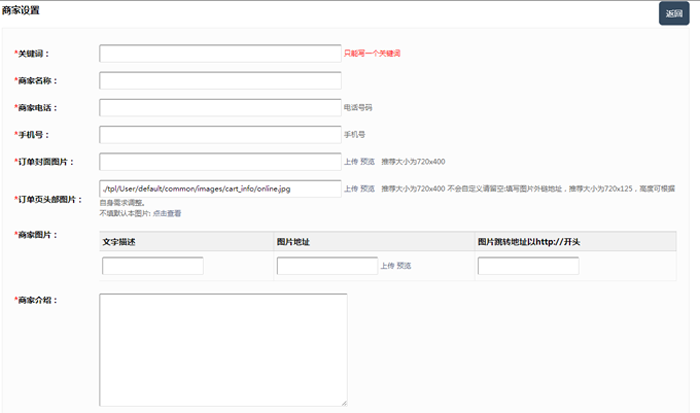 商家设置
返回
*关键词：
只能写一个关键词
*商家名称：
*商家电话：
电话号码
*手机号：
手机号
*订单封面图片：
上传 预览 推荐大小为720x400
*订单页头部图片：
./tpl/User/default/common/images/cart_info/online.jpg
上传 预览 推荐大小为720x400 不会自定义请留空;填写图片外链地址，推荐大小为720x125，高度可根据
自身需求调整。
不填默认本图片: 点击查看
*商家图片：
文字描述 图片地址 图片跳转地址以http://开头
上传 预览
*商家介绍：